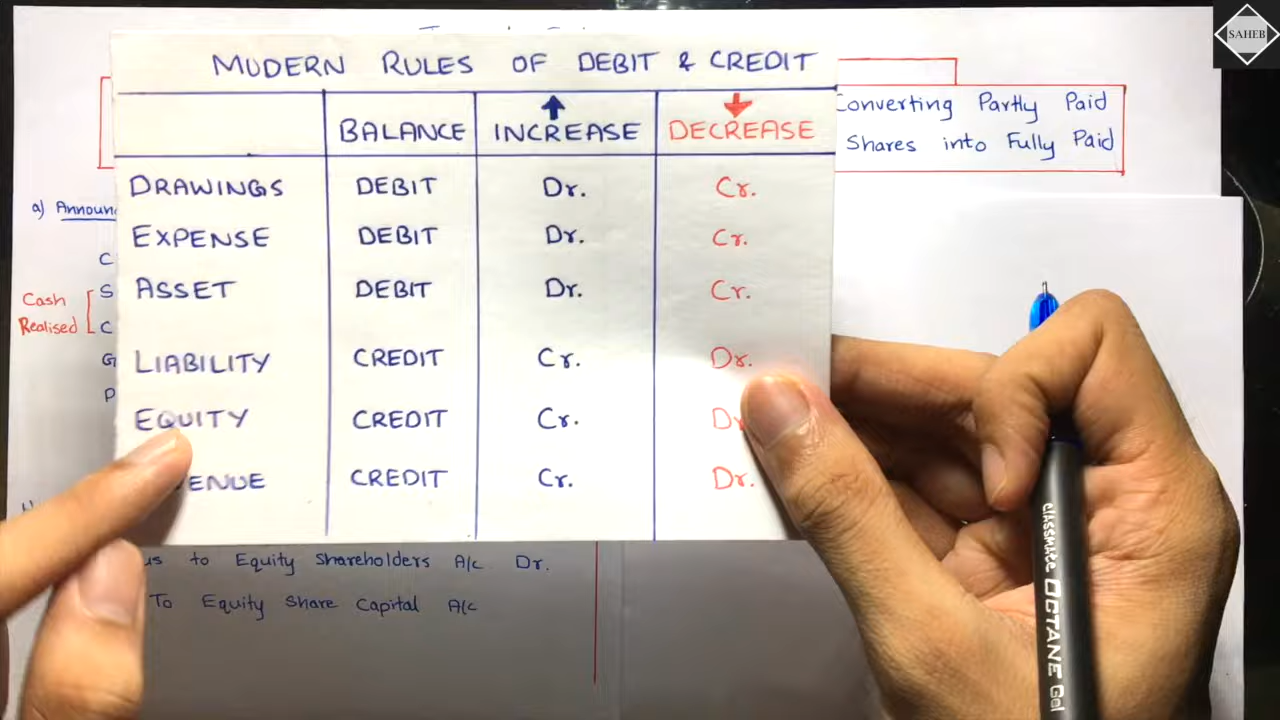 SAHEB
MODERN RULES OF DEBIT & CREDIT
BALANCE INCREASE DECREASE
DRAWINGS DEBIT Dr. Cr.
EXPENSE DEBIT Dr. Cr.
ASSET DEBIT Dr. Cr.
LIABILITY CREDIT Cr. Dr.
EQUITY CREDIT Cr.
CREDIT Cr. Dr.
Converting Partly Paid
Shares into Fully Paid
a)
Cash
Realised
C
S
C
G
P
to Equity Shareholders A/c Dr.
To Equity Share Capital A/c
classmate OCTANE Gel